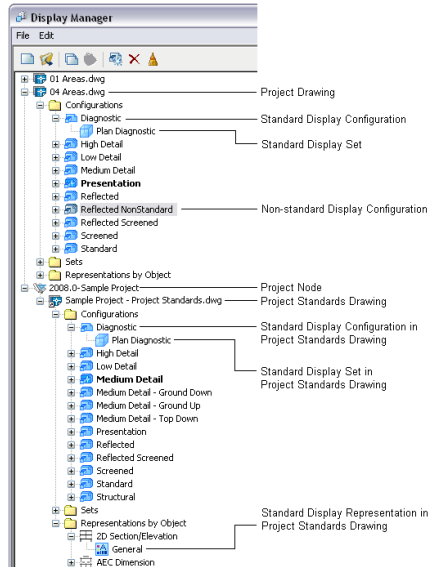 Display Manager
File Edit
01 Areas.dwg
04 Areas.dwg
Project Drawing
Configurations
Diagnostic
Standard Display Configuration
Plan Diagnostic
Standard Display Set
High Detail
Low Detail
Medium Detail
Presentation
Reflected
Reflected NonStandard
Non-standard Display Configuration
Reflected Screened
Screened
Standard
Sets
Representations by Object
2008.0-Sample Project
Project Node
Sample Project - Project Standards.dwg
Project Standards Drawing
Configurations
Diagnostic
Standard Display Configuration in
Project Standards Drawing
Plan Diagnostic
High Detail
Low Detail
Standard Display Set in
Project Standards Drawing
Medium Detail
Medium Detail - Ground Down
Medium Detail - Ground Up
Medium Detail - Top Down
Presentation
Reflected
Reflected Screened
Screened
Standard
Structural
Sets
Representations by Object
Standard Display Representation in
Project Standards Drawing
2D Section/Elevation
General
AEC Dimension